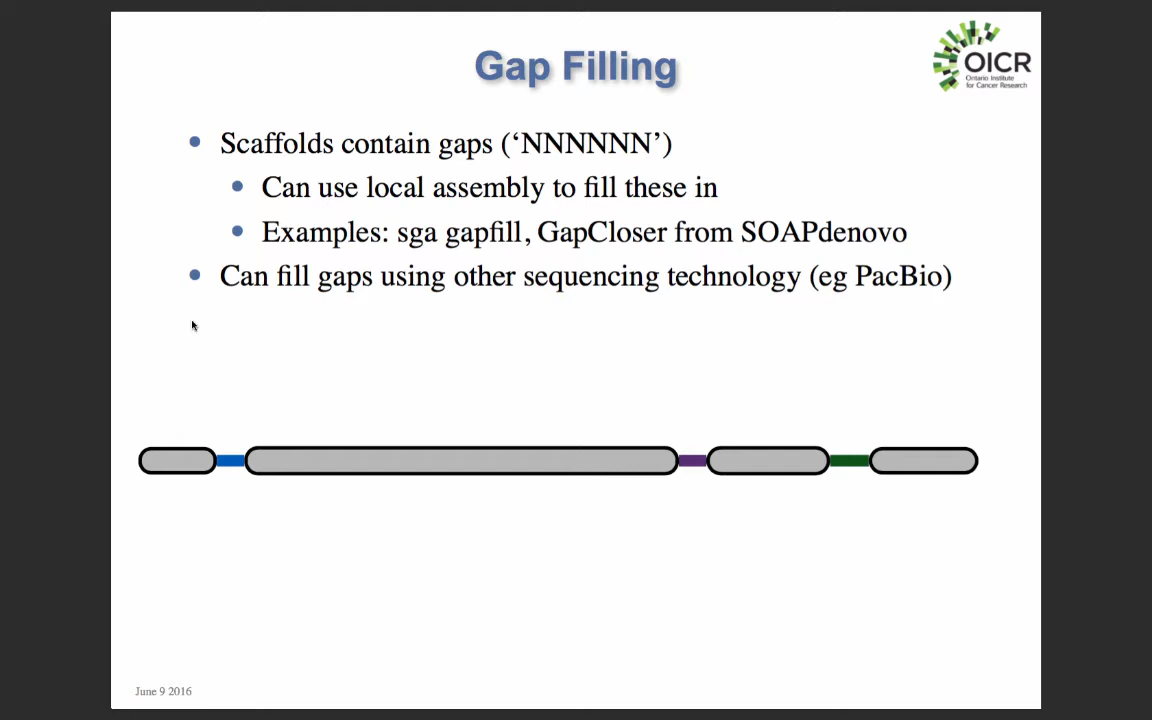 Gap Filling
OICR
Ontario Institute
for Cancer Research
Scaffolds contain gaps (‘NNNNNN’)
Can use local assembly to fill these in
Examples: sga gapfill, GapCloser from SOAPdenovo
Can fill gaps using other sequencing technology (eg PacBio)
June 9 2016